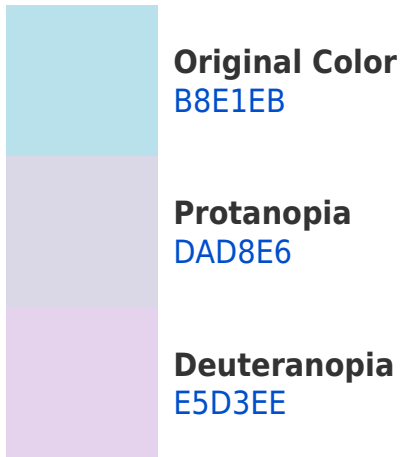 Original Color
B8E1EB
Protanopia
DAD8E6
Deuteranopia
E5D3EE